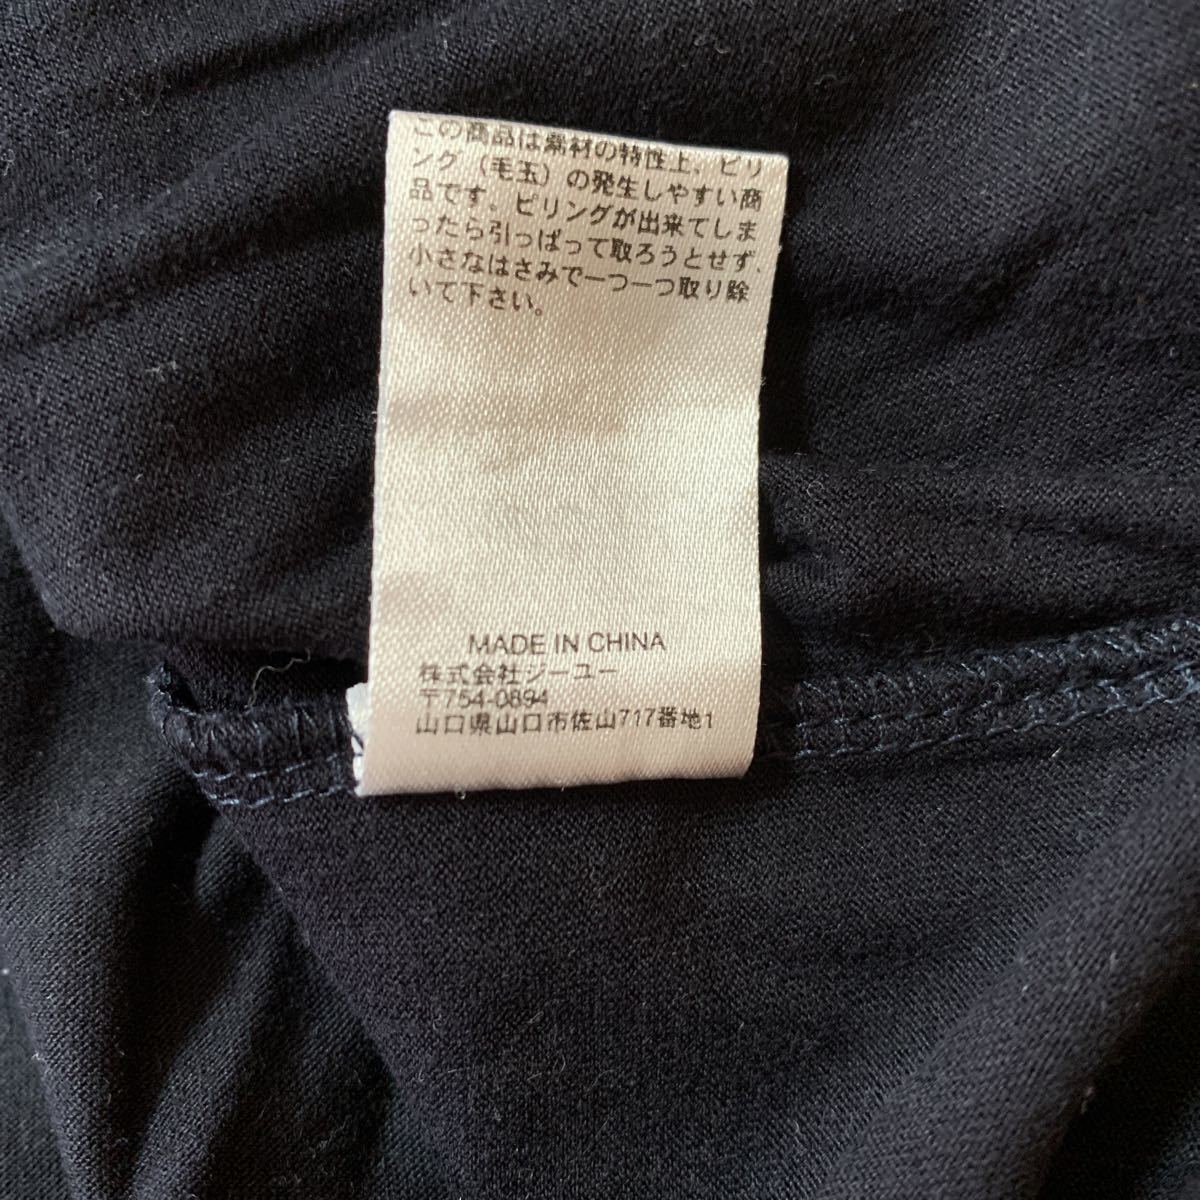 この商品は素材の特性上、ピリ
ング（毛玉）の発生しやすい商
品です。ピリングが出来てしま
ったら引っぱって取ろうとせず、
小さなはさみで一つ一つ取り除
いて下さい。
MADE IN CHINA
株式会社ジーユー
〒754-0894
山口県山口市佐山717番地1